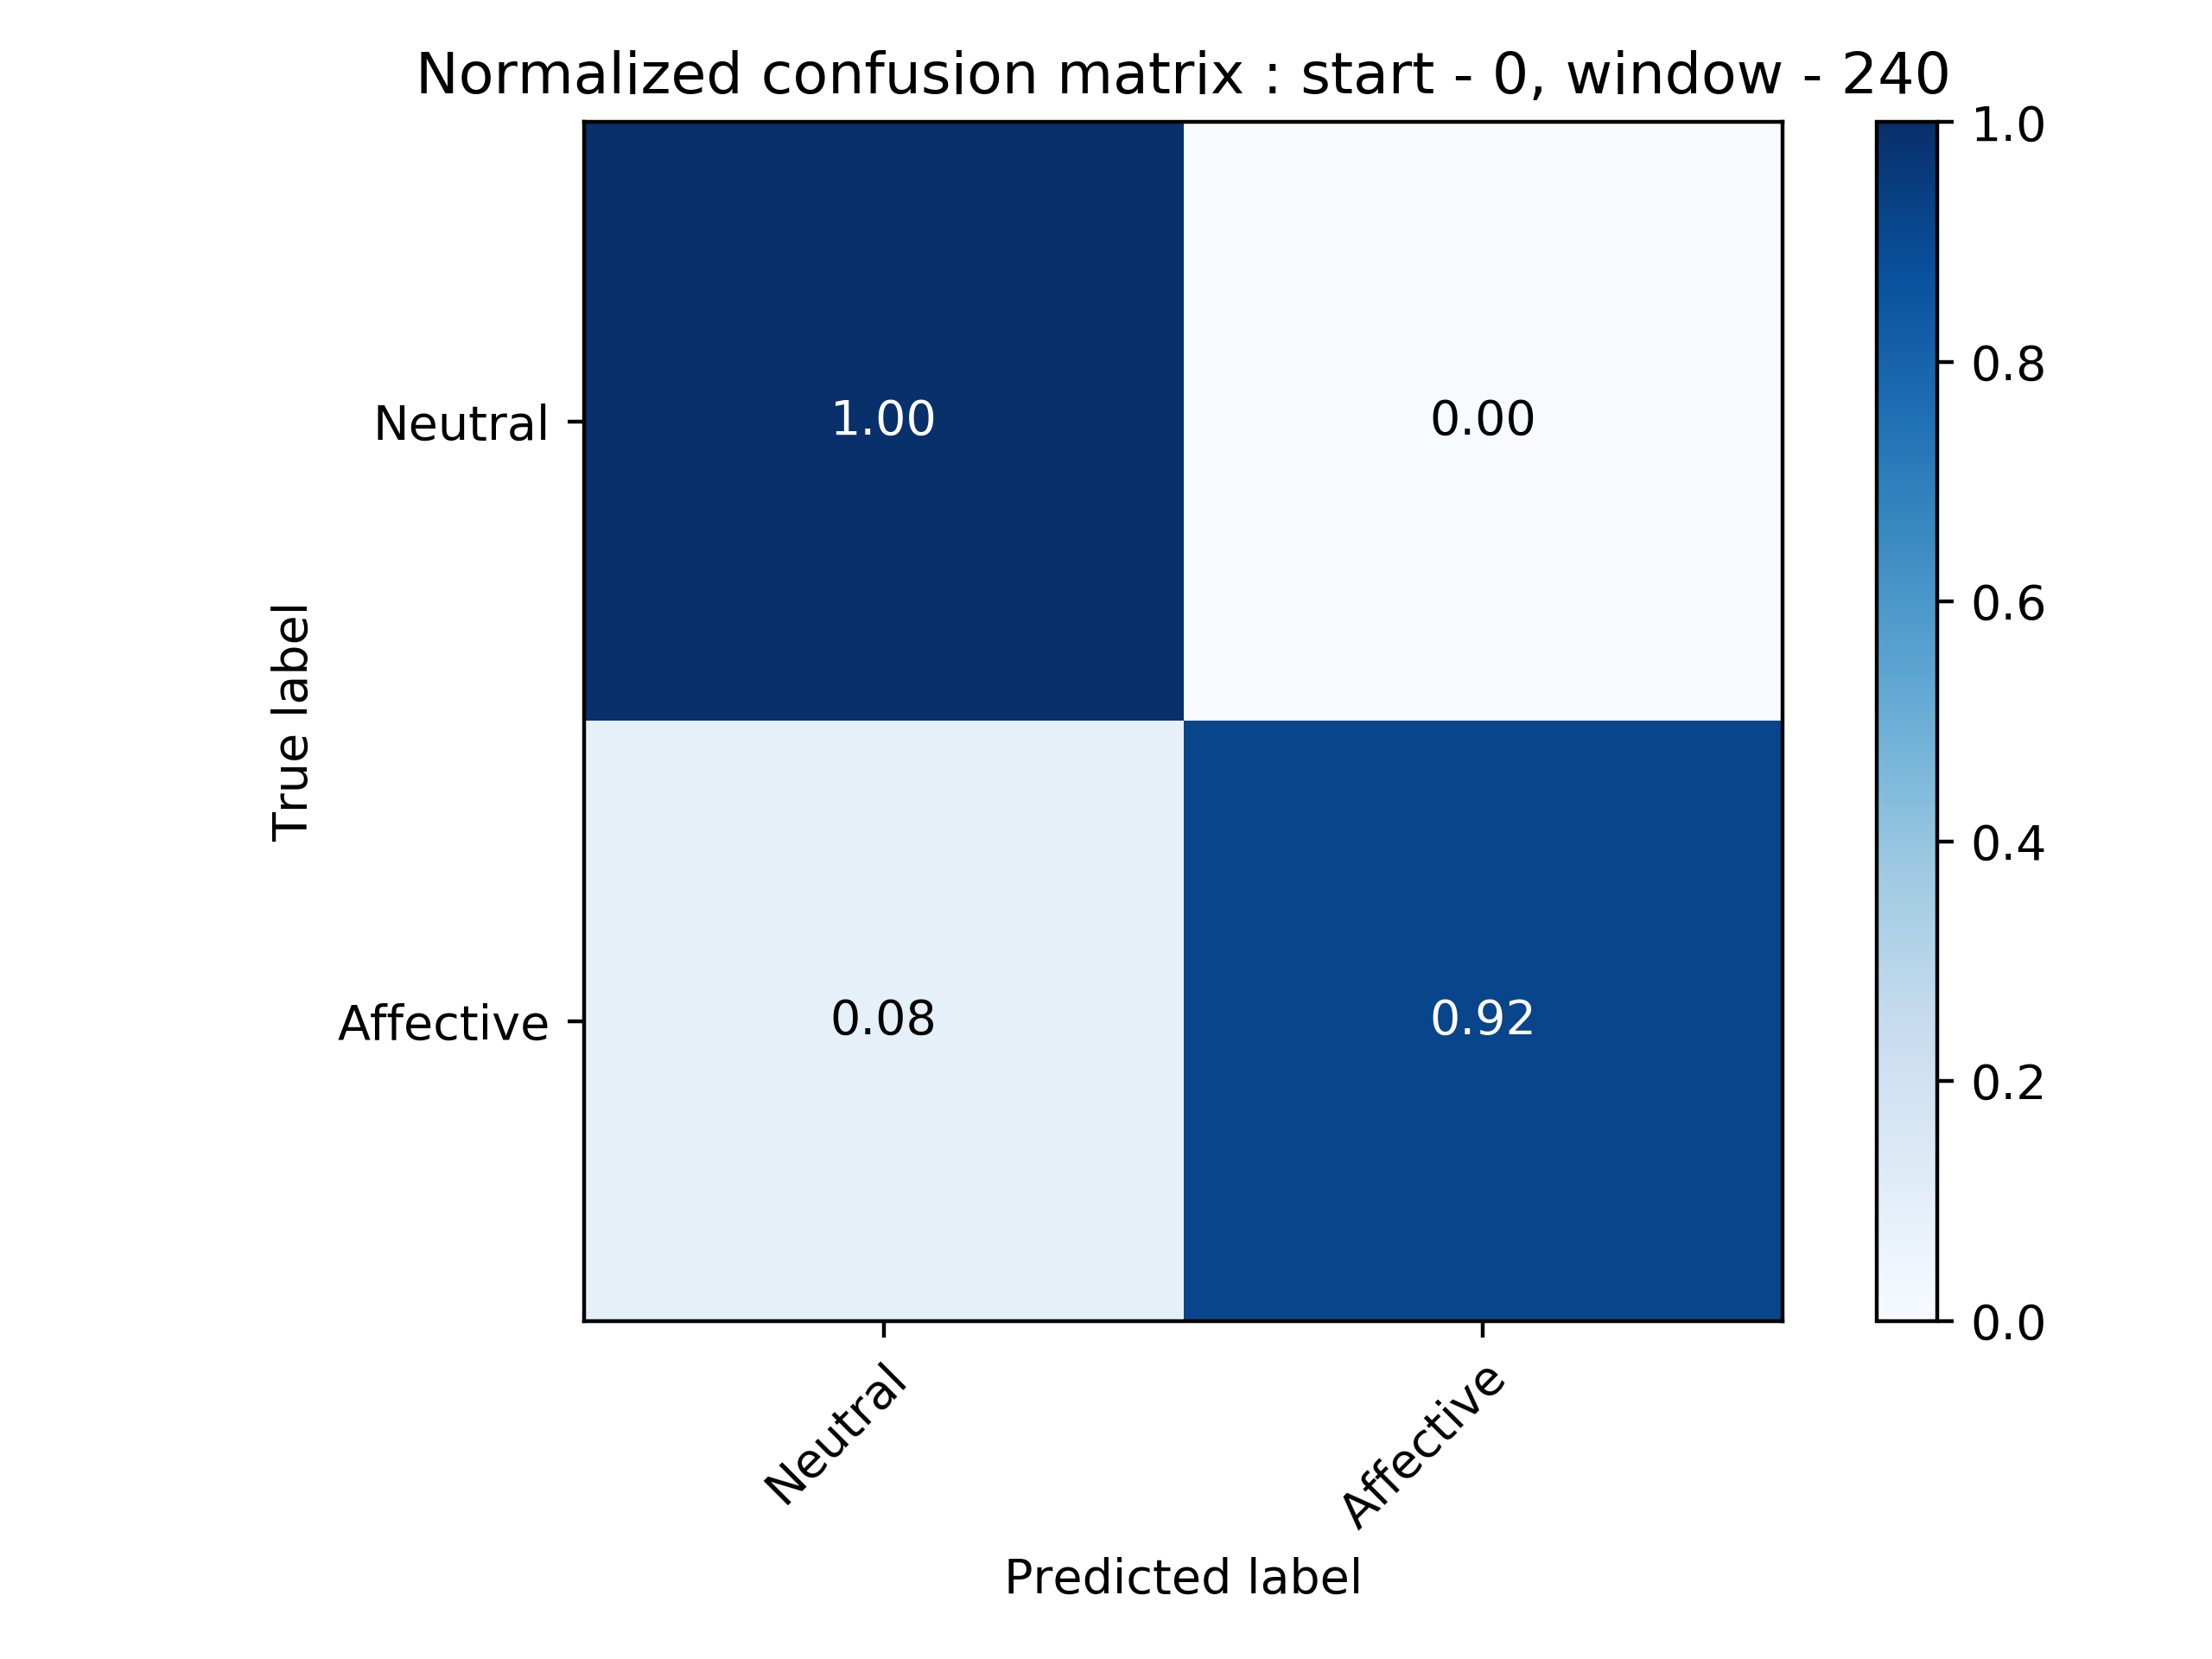 Normalized confusion matrix : start - 0, window - 240
True label
Neutral
Affective
1.00
0.00
0.08
0.92
Neutral
Affective
Predicted label
1.0
0.8
0.6
0.4
0.2
0.0